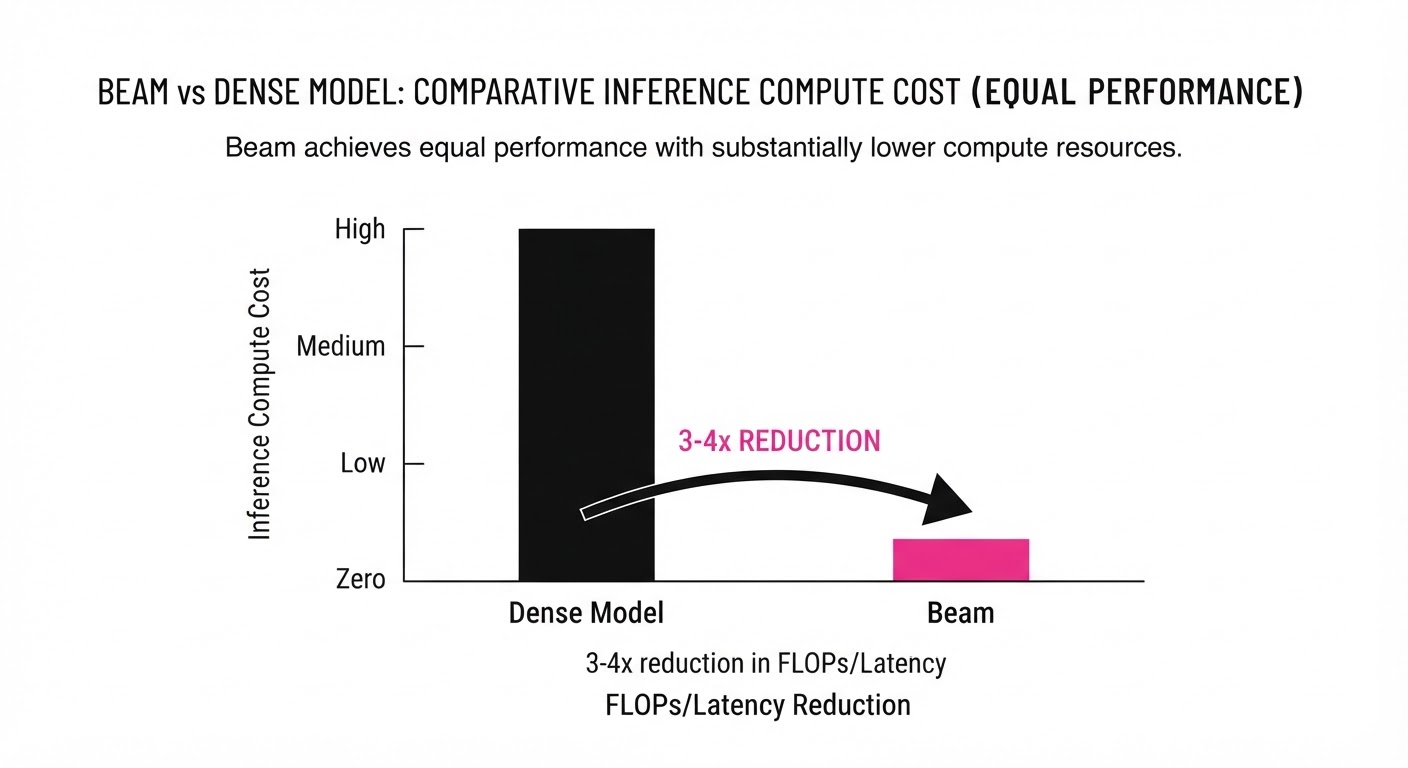 BEAM vs DENSE MODEL: COMPARATIVE INFERENCE COMPUTE COST (EQUAL PERFORMANCE)
Beam achieves equal performance with substantially lower compute resources.
Inference Compute Cost
High
Medium
Low
Zero
3-4x REDUCTION
Dense Model
Beam
3-4x reduction in FLOPs/Latency
FLOPs/Latency Reduction